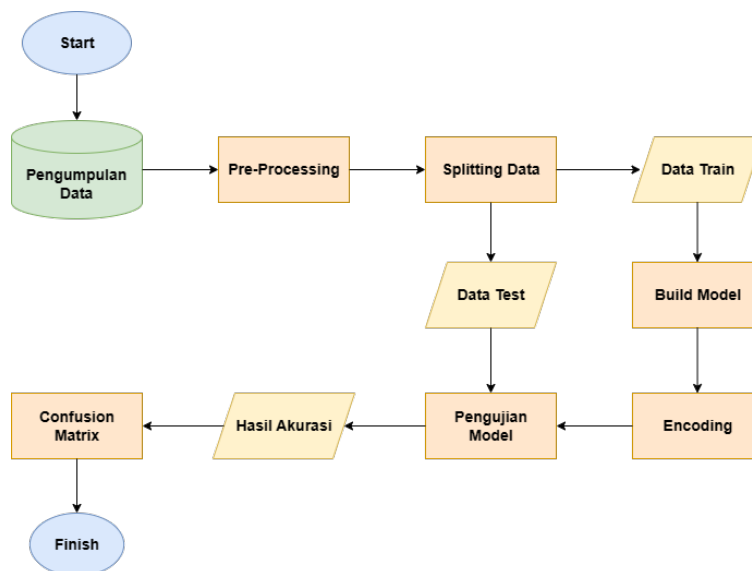 Start
Pengumpulan
Data
Pre-Processing
Splitting Data
Data Train
Data Test
Build Model
Confusion
Matrix
Hasil Akurasi
Pengujian
Model
Encoding
Finish